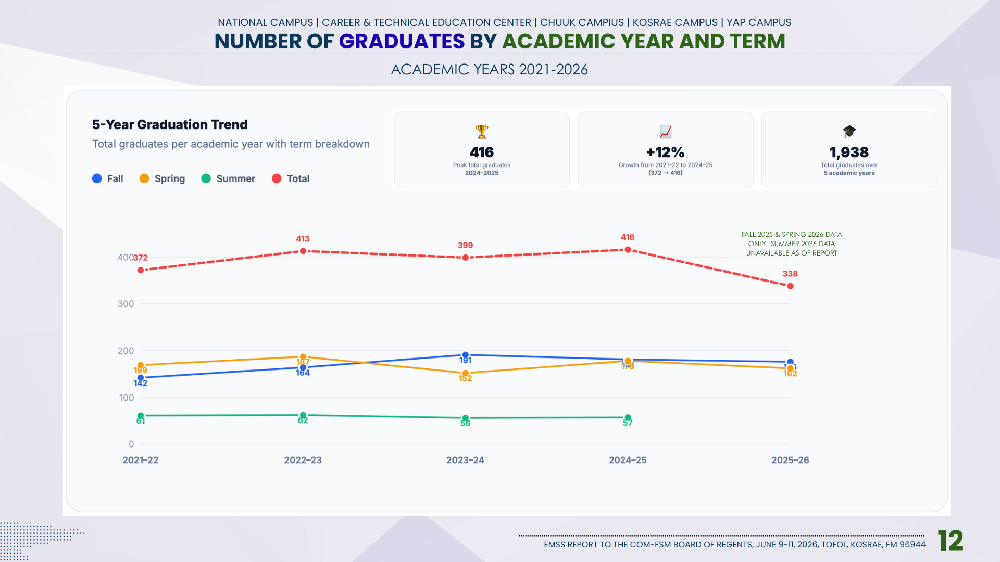 NATIONAL CAMPUS | CAREER & TECHNICAL EDUCATION CENTER | CHUUK CAMPIUS | KOSRAE CAMPUS | YAP CAMPUS
NUMBER OF GRADUATES BY ACADEMIC YEAR AND TERM
ACADEMIC YEARS 2021-2026
5-Year Graduation Trend
Total graduates per academic year with term breakdown
Fall Spring Summer Total
416
Peak total graduates
2024–2025
+12%
Growth from 2021–22 to 2024–25
(372 → 416)
1,938
Total graduates over
5 academic years
FALL 2025 & SPRING 2026 DATA
ONLY. SUMMER 2026 DATA
UNAVAILABLE AS OF REPORT
372 413 399 416 338
400
300
200
100
0
169 187 152 178 162
142 164 191
61 62 56 57
2021–22 2022–23 2023–24 2024–25 2025–26
EMSS REPORT TO THE COM-FSM BOARD OF REGENTS, JUNE 9-11, 2026, TOFOL, KOSRAE, FM 96944
12